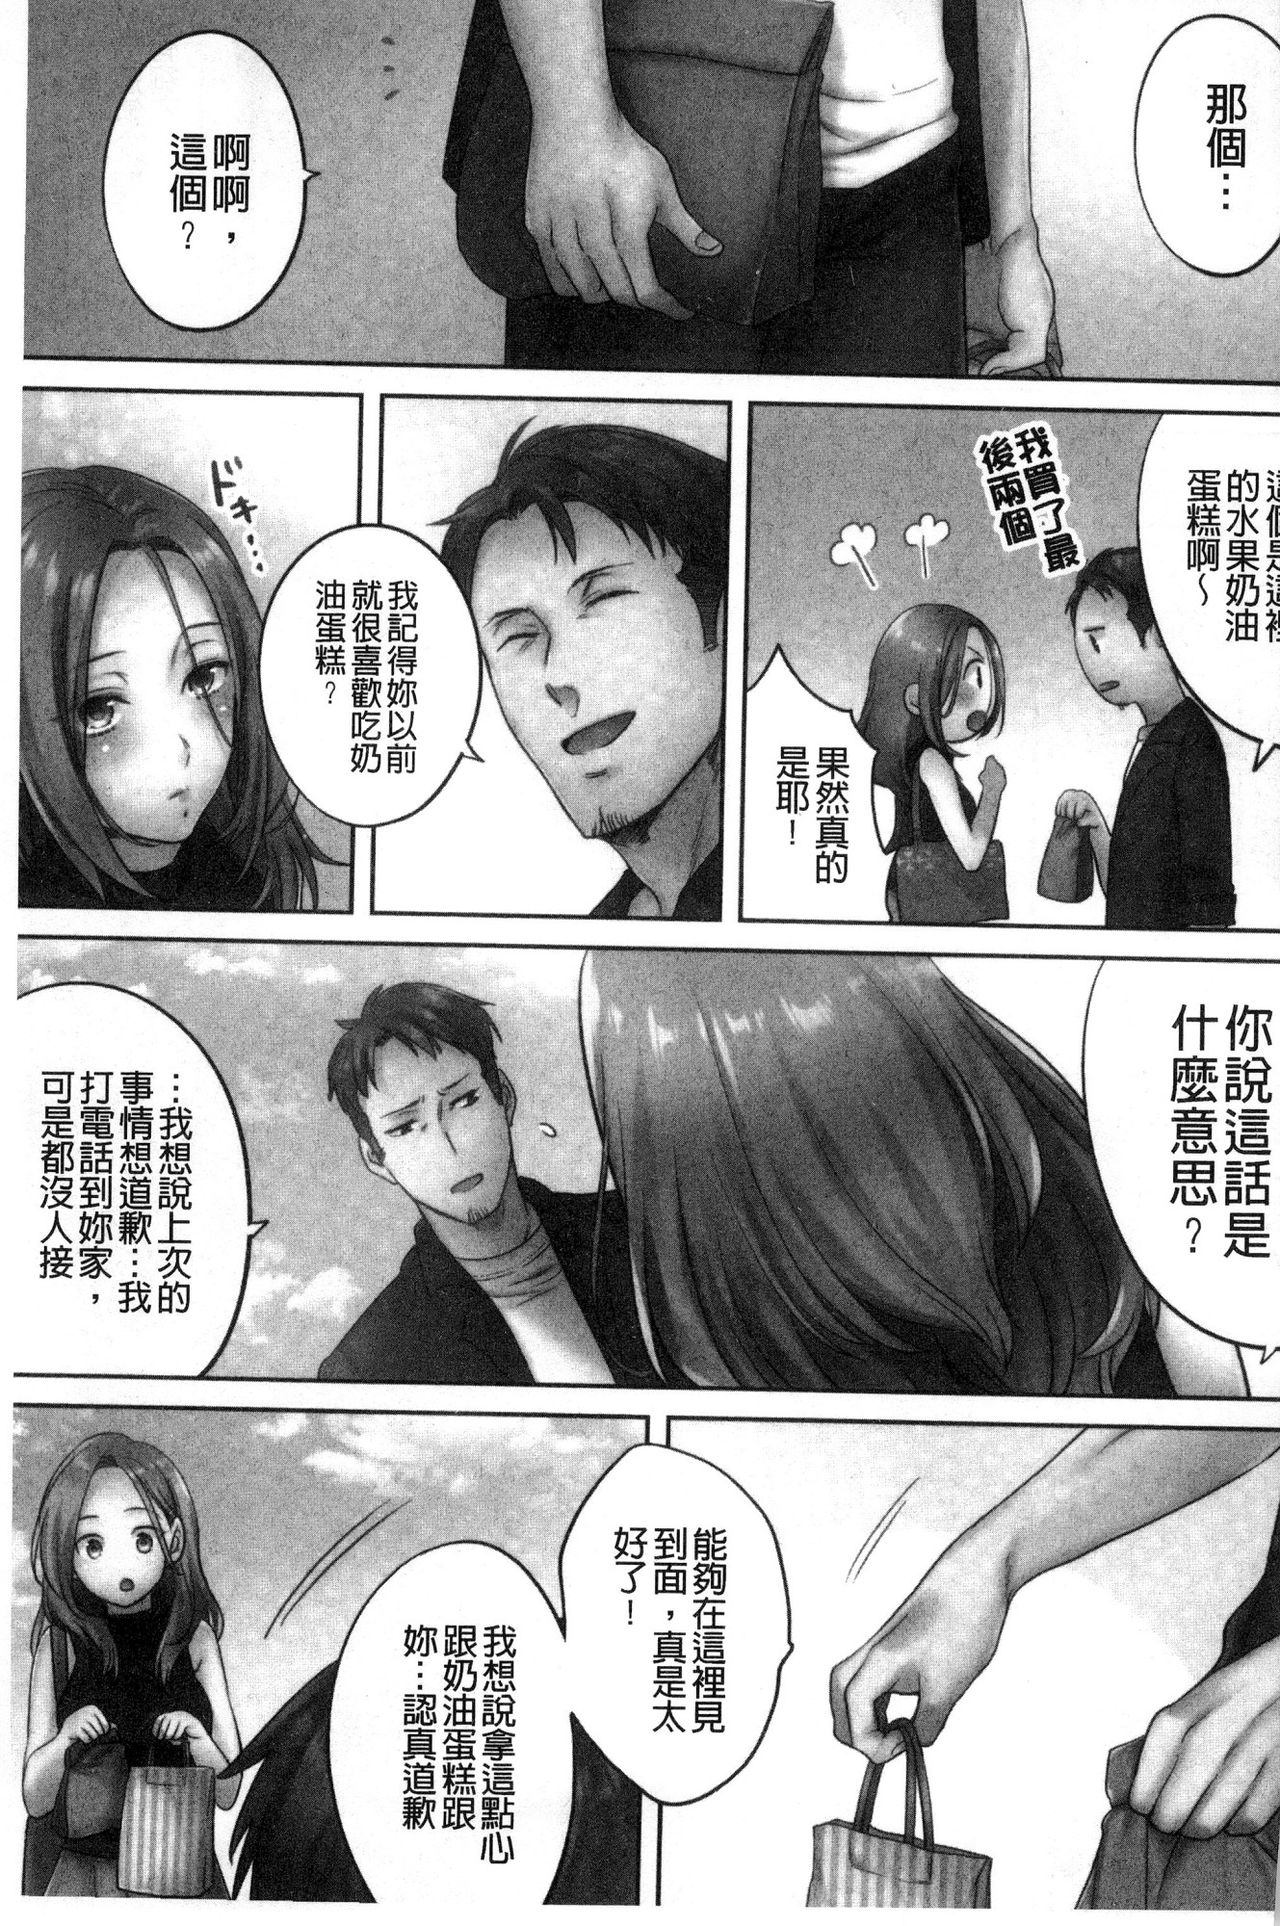 那個…
啊啊，
這個？
這個是這裡
的水果奶油
蛋糕啊～
我買了最
後兩個
果然真的
是耶！
我記得妳以前
就很喜歡吃奶
油蛋糕？
ドキ…
你說這話是
什麼意思？
…我想說上次的
事情想道歉…我
打電話到妳家，
可是都沒人接
能夠在這裡見
到面，真是太
好了！
我想說拿這點心
跟奶油蛋糕跟
妳…認真道歉